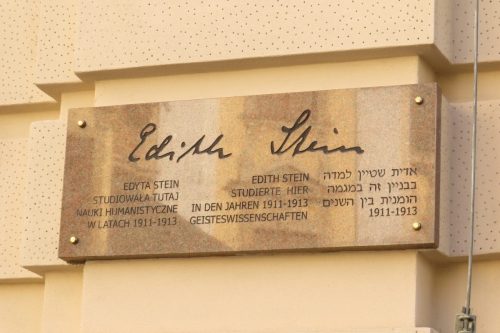 Edith Stein
EDYTA STEIN
STUDIOWAŁA TUTAJ
NAUKI HUMANISTYCZNE
W LATACH 1911-1913
EDITH STEIN
STUDIERTE HIER
IN DEN JAHREN 1911-1913
GEISTESWISSENSCHAFTEN
אדית שטיין למדה
בבניין זה במגמה
הומנית בין השנים
1911-1913